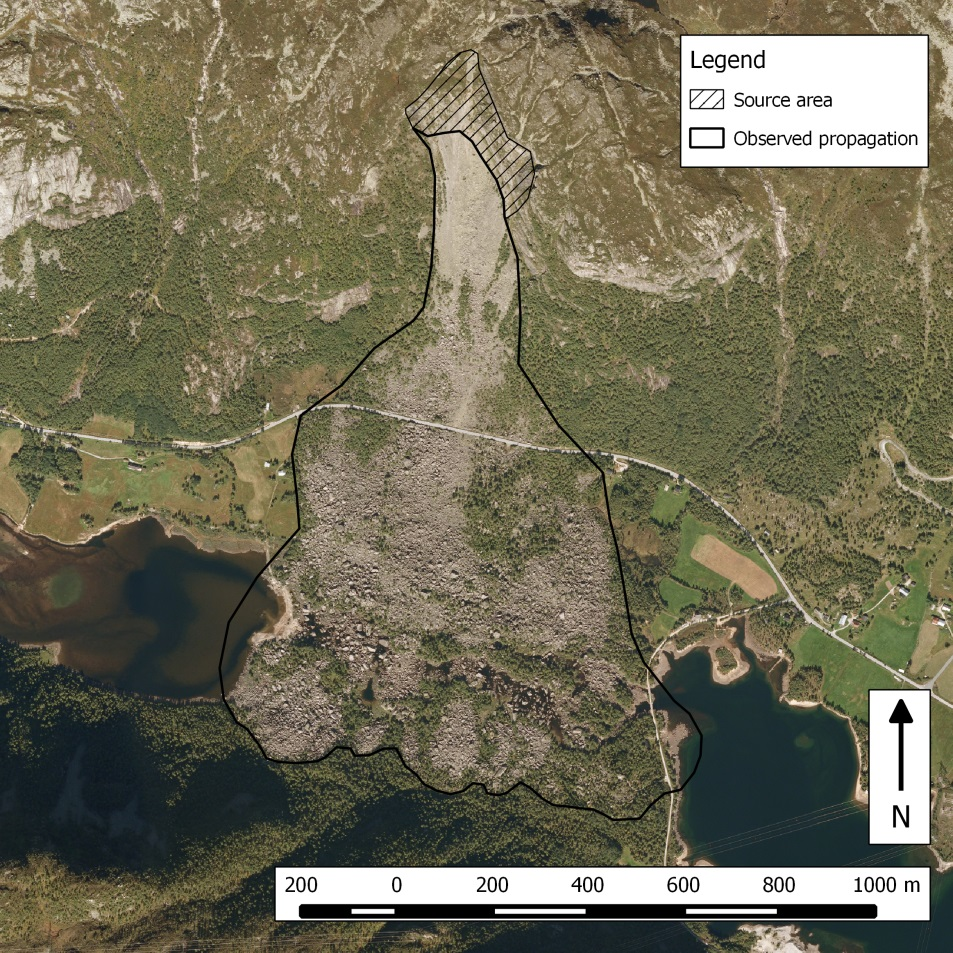 Legend
Source area
Observed propagation
N
200 0 200 400 600 800 1000 m